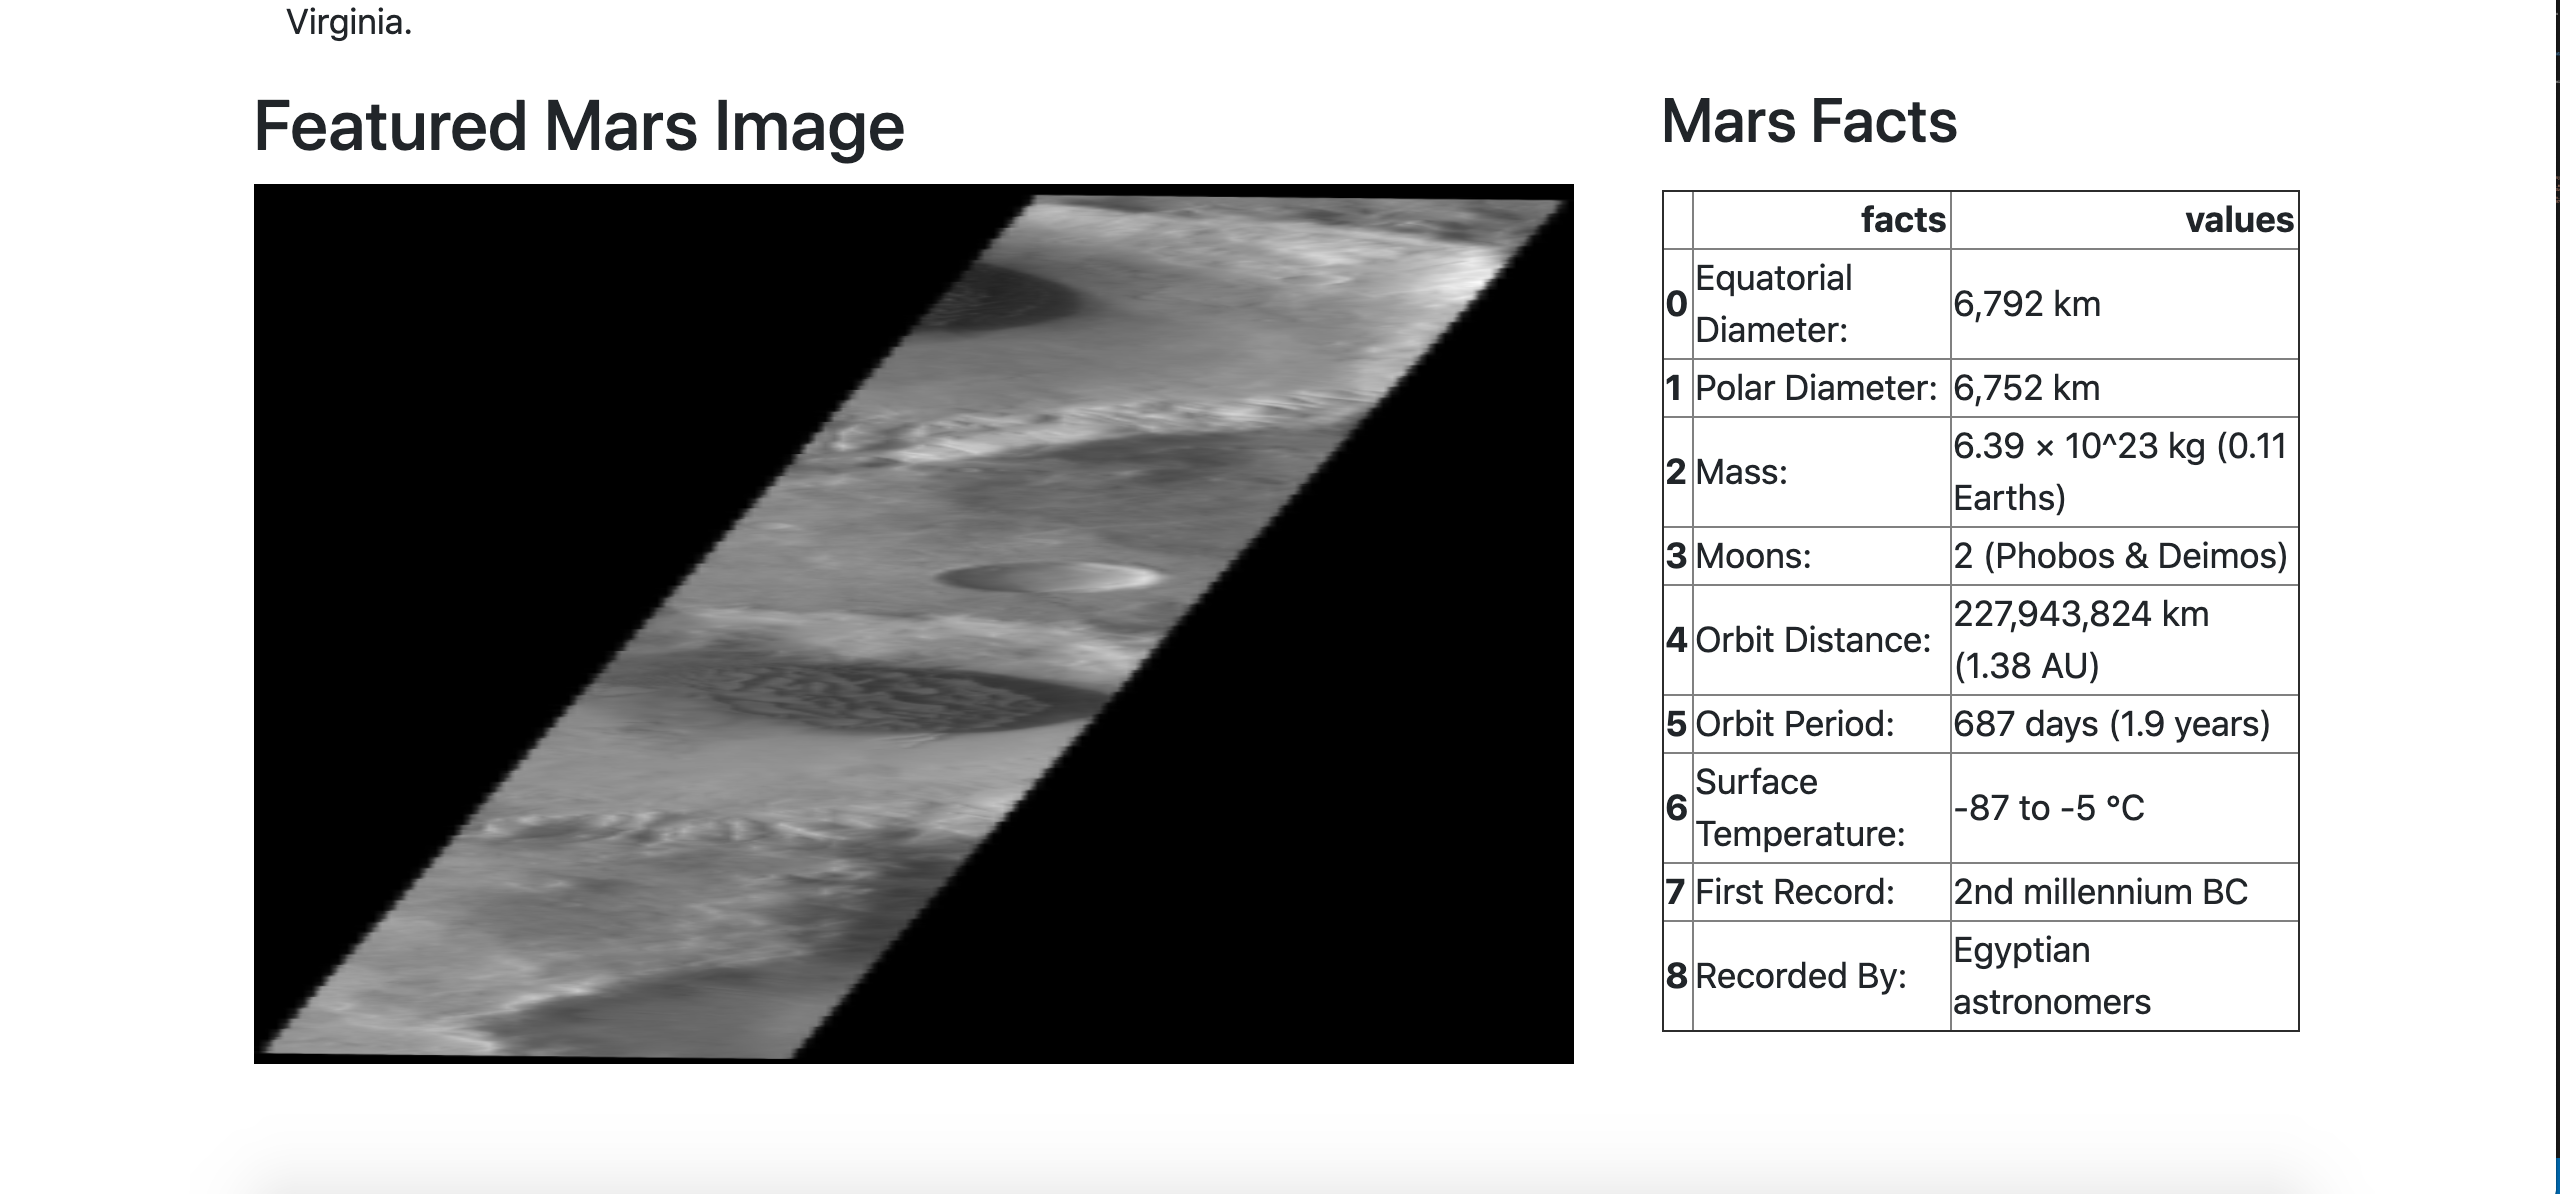 Virginia.
Featured Mars Image
Mars Facts
facts values
0 Equatorial
Diameter: 6,792 km
1 Polar Diameter: 6,752 km
2 Mass: 6.39 × 10^23 kg (0.11
Earths)
3 Moons: 2 (Phobos & Deimos)
4 Orbit Distance: 227,943,824 km
(1.38 AU)
5 Orbit Period: 687 days (1.9 years)
6 Surface
Temperature: -87 to -5 °C
7 First Record: 2nd millennium BC
8 Recorded By: Egyptian
astronomers